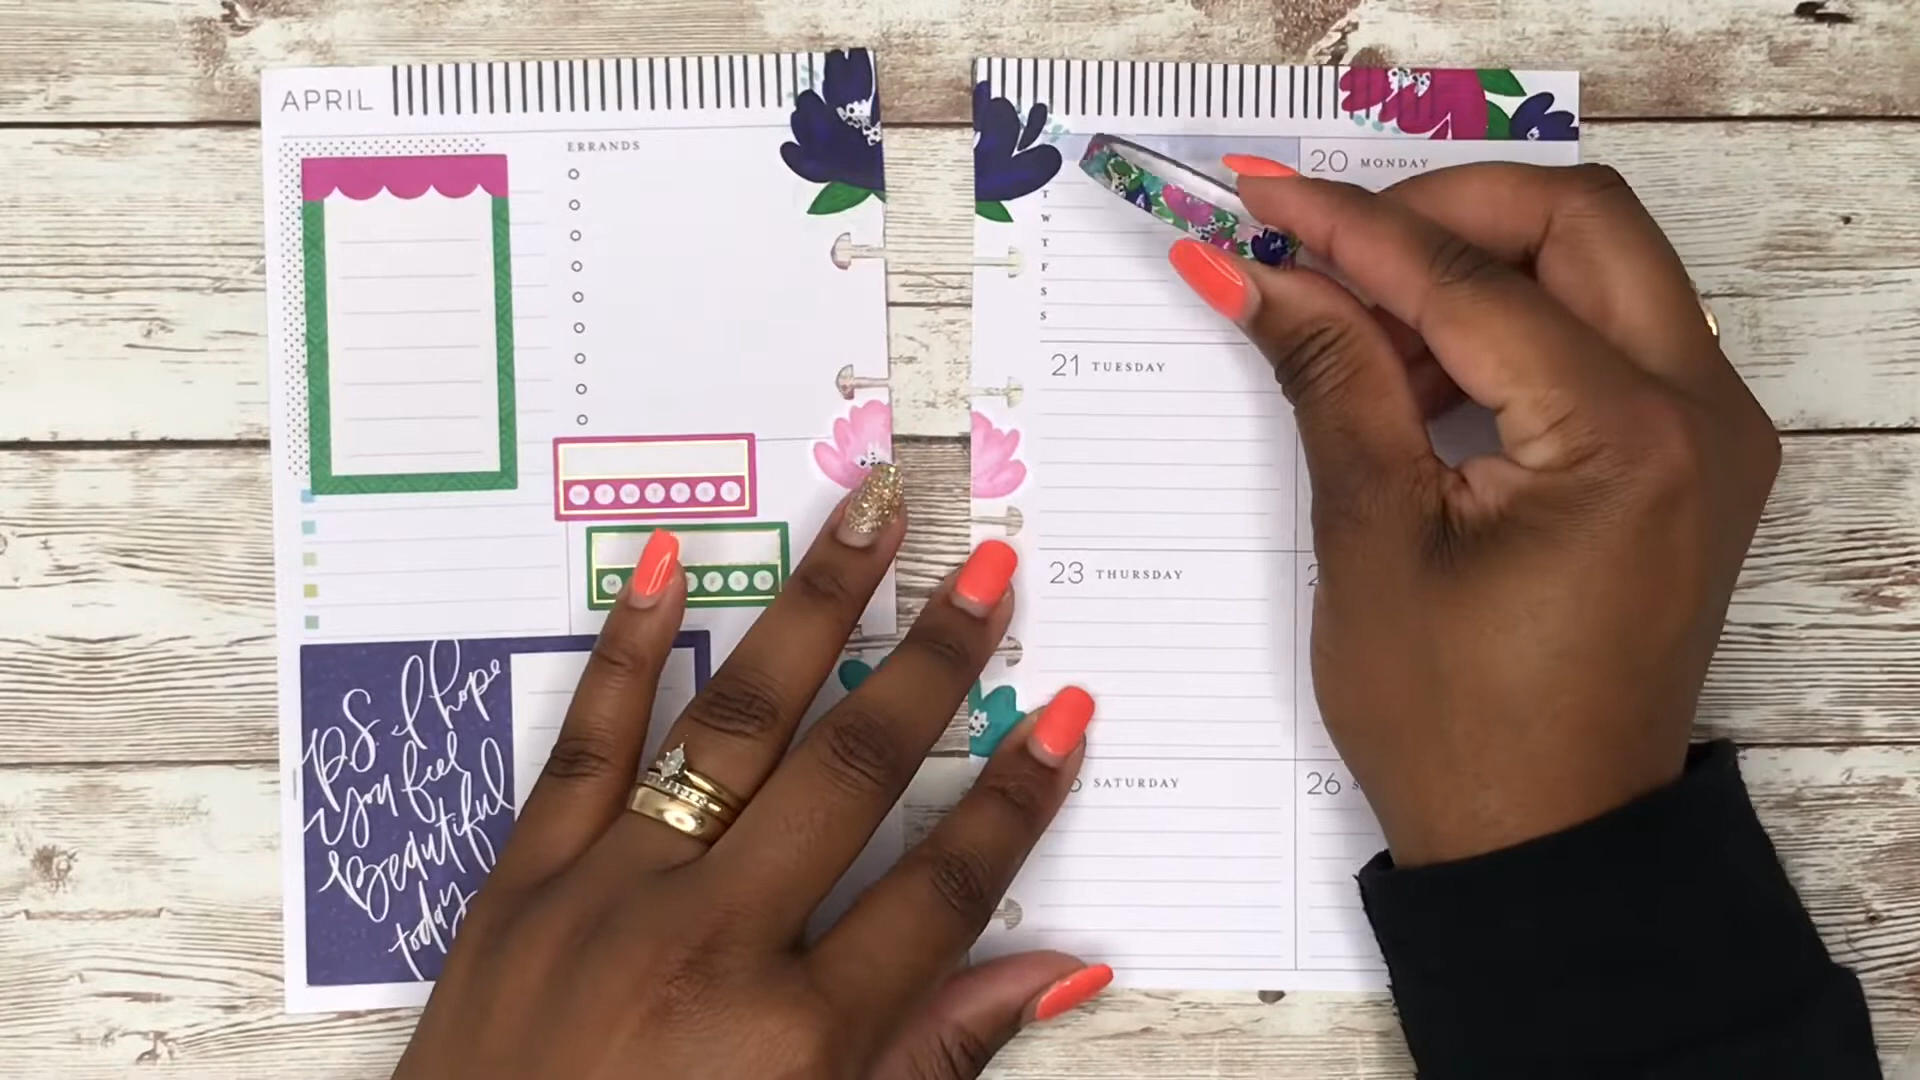 APRIL
ERRANDS
M T W T F S S
M F S S
PS. I hope
you feel
beautiful
today
20 MONDAY
T
W
T
F
S
S
21 TUESDAY
23 THURSDAY
SATURDAY
26 S